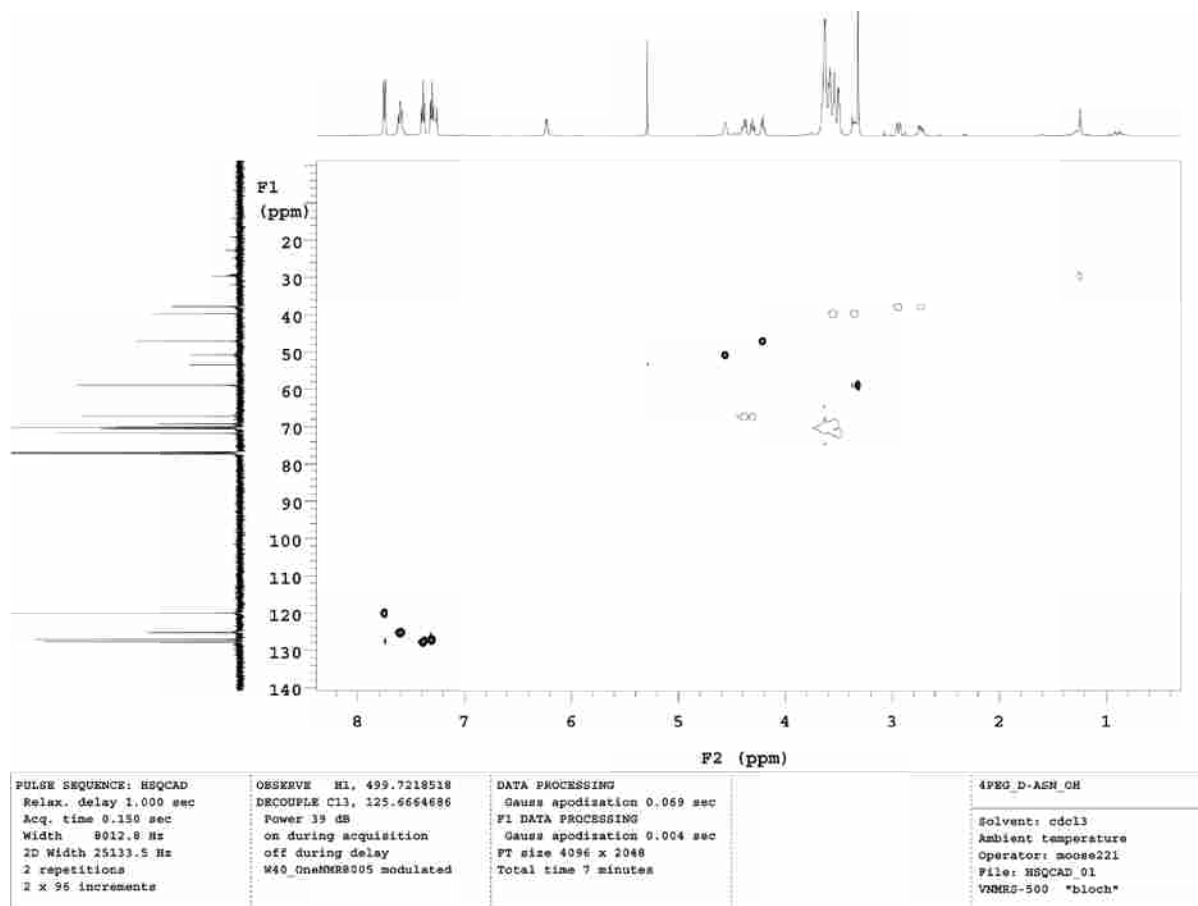 F1
(ppm)
20
30
40
50
60
70
80
90
100
110
120
130
140
8 7 6 5 4 3 2 1
F2 (ppm)
PULSE SEQUENCE: HSQCAD
Relax. delay 1.000 sec
Acq. time 0.150 sec
Width 8012.8 Hz
2D Width 25133.5 Hz
2 repetitions
2 x 96 increments
OBSERVE H1, 499.7218518
DECOUPLE C13, 125.6664686
Power 39 dB
on during acquisition
off during delay
W40_OneNMR8005 modulated
DATA PROCESSING
Gauss apodization 0.069 sec
F1 DATA PROCESSING
Gauss apodization 0.004 sec
FT size 4096 x 2048
Total time 7 minutes
4PEG_D-ASN_OH
Solvent: cdcl3
Ambient temperature
Operator: moose221
File: HSQCAD_01
VNMRS-500 "bloch"